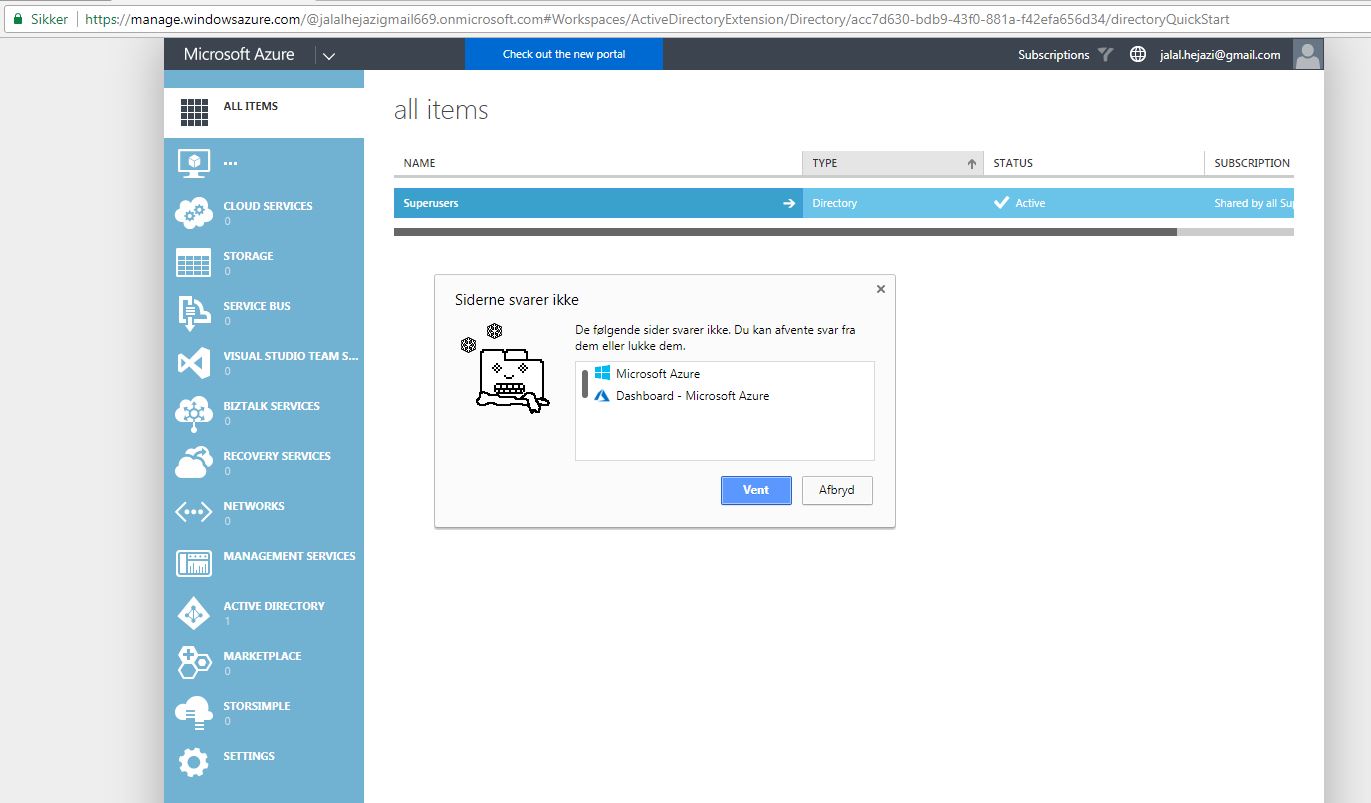 Sikker https://manage.windowsazure.com/@jalalhejazigmail669.onmicrosoft.com#Workspaces/ActiveDirectoryExtension/Directory/acc7d630-bdb9-43f0-881a-f42efa656d34/directoryQuickStart
Microsoft Azure Check out the new portal Subscriptions jalal.hejazi@gmail.com
ALL ITEMS
...
CLOUD SERVICES
0
STORAGE
0
SERVICE BUS
0
VISUAL STUDIO TEAM S...
0
BIZTALK SERVICES
0
RECOVERY SERVICES
0
NETWORKS
0
MANAGEMENT SERVICES
ACTIVE DIRECTORY
1
MARKETPLACE
0
STORSIMPLE
0
SETTINGS
all items
NAME TYPE STATUS SUBSCRIPTION
Superusers Directory Active Shared by all Sup
Siderne svarer ikke
De følgende sider svarer ikke. Du kan afvente svar fra
dem eller lukke dem.
Microsoft Azure
Dashboard - Microsoft Azure
Vent Afbryd